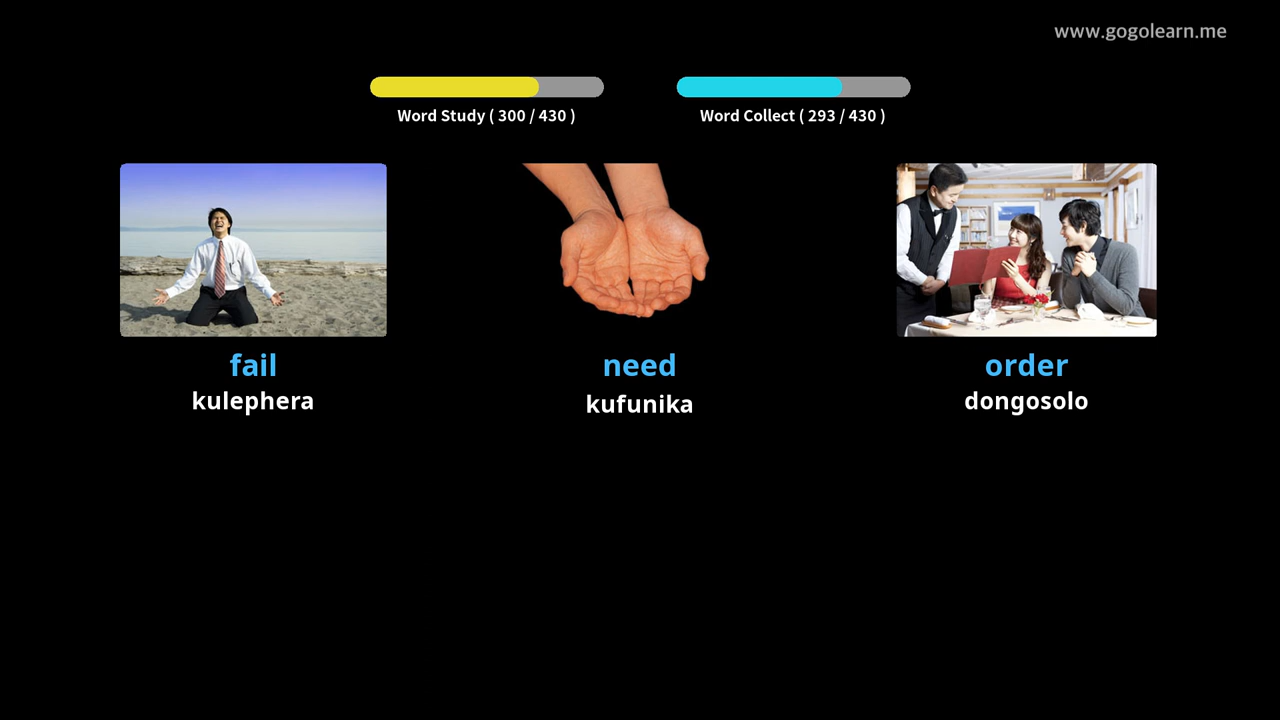 www.gogolearn.me
Word Study ( 300 / 430 )
Word Collect ( 293 / 430 )
fail
kulephera
need
kufunika
order
dongosolo